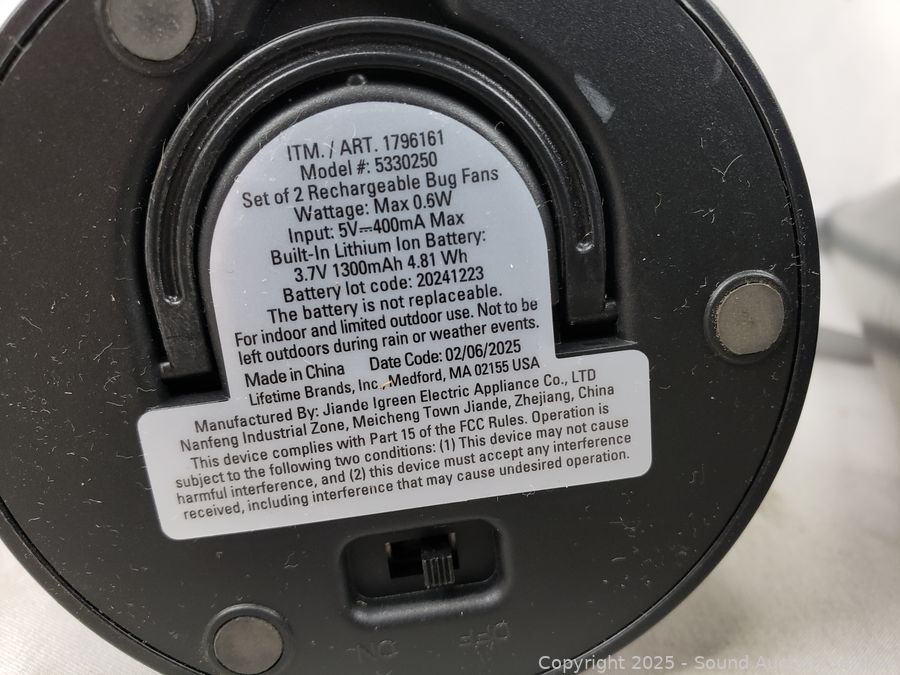 ITM. / ART. 1796161
Model #: 5330250
Set of 2 Rechargeable Bug Fans
Wattage: Max 0.6W
Input: 5V⎓400mA Max
Built-In Lithium Ion Battery:
3.7V 1300mAh 4.81 Wh
Battery lot code: 20241223
The battery is not replaceable.
For indoor and limited outdoor use. Not to be
left outdoors during rain or weather events.
Made in China Date Code: 02/06/2025
Lifetime Brands, Inc., Medford, MA 02155 USA
Manufactured By: Jiande Igreen Electric Appliance Co., LTD
Nanfeng Industrial Zone, Meicheng Town Jiande, Zhejiang, China
This device complies with Part 15 of the FCC Rules. Operation is
subject to the following two conditions: (1) This device may not cause
harmful interference, and (2) this device must accept any interference
received, including interference that may cause undesired operation.
ON OFF
Copyright 2025 - Sound